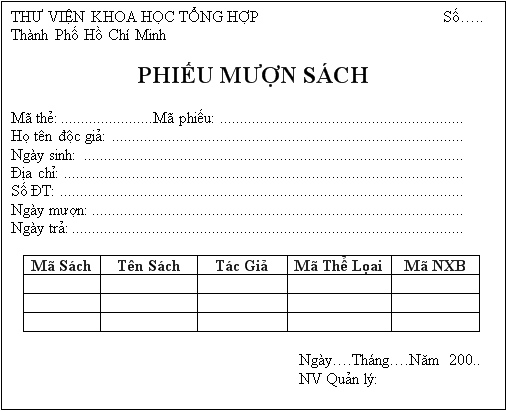 THƯ VIỆN KHOA HỌC TỔNG HỢP Số…..
Thành Phố Hồ Chí Minh
PHIẾU MƯỢN SÁCH
Mã thẻ: ........................Mã phiếu: ................................................................
Họ tên độc giả: ............................................................................................
Ngày sinh: ....................................................................................................
Địa chỉ: ........................................................................................................
Số ĐT: .........................................................................................................
Ngày mượn: .................................................................................................
Ngày trả: ......................................................................................................
Mã Sách Tên Sách Tác Giả Mã Thể Loại Mã NXB
Ngày….Tháng….Năm 200..
NV Quản lý: